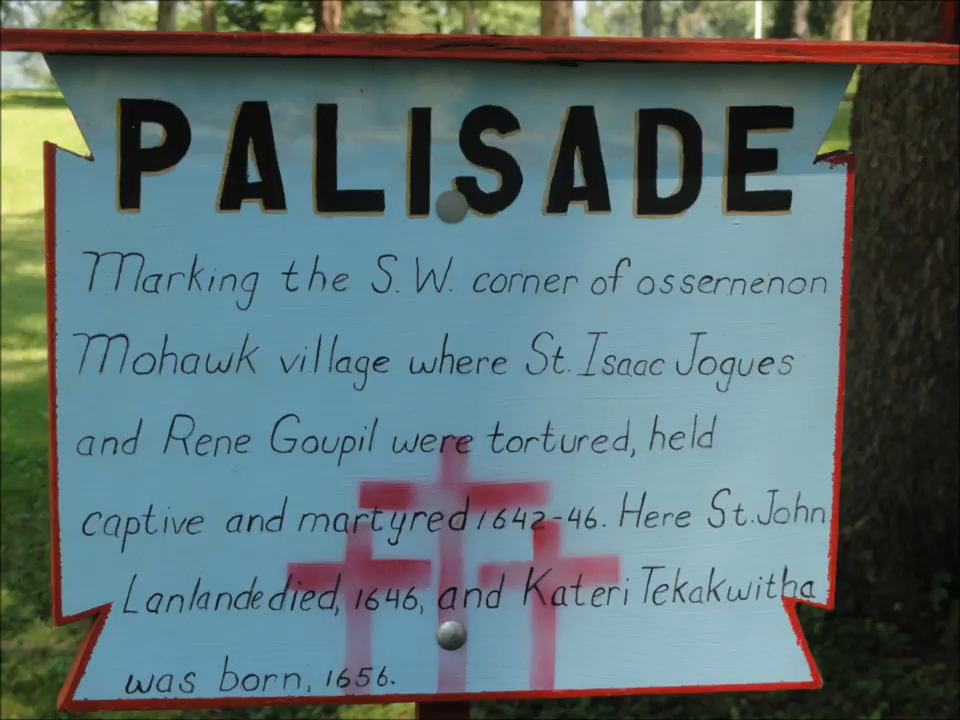 PALISADE
Marking the S.W. corner of ossernenon
Mohawk village where St. Isaac Jogues
and Rene Goupil were tortured, held
captive and martyred 1642-46. Here St. John
Lanlande died, 1646, and Kateri Tekakwitha
was born, 1656.